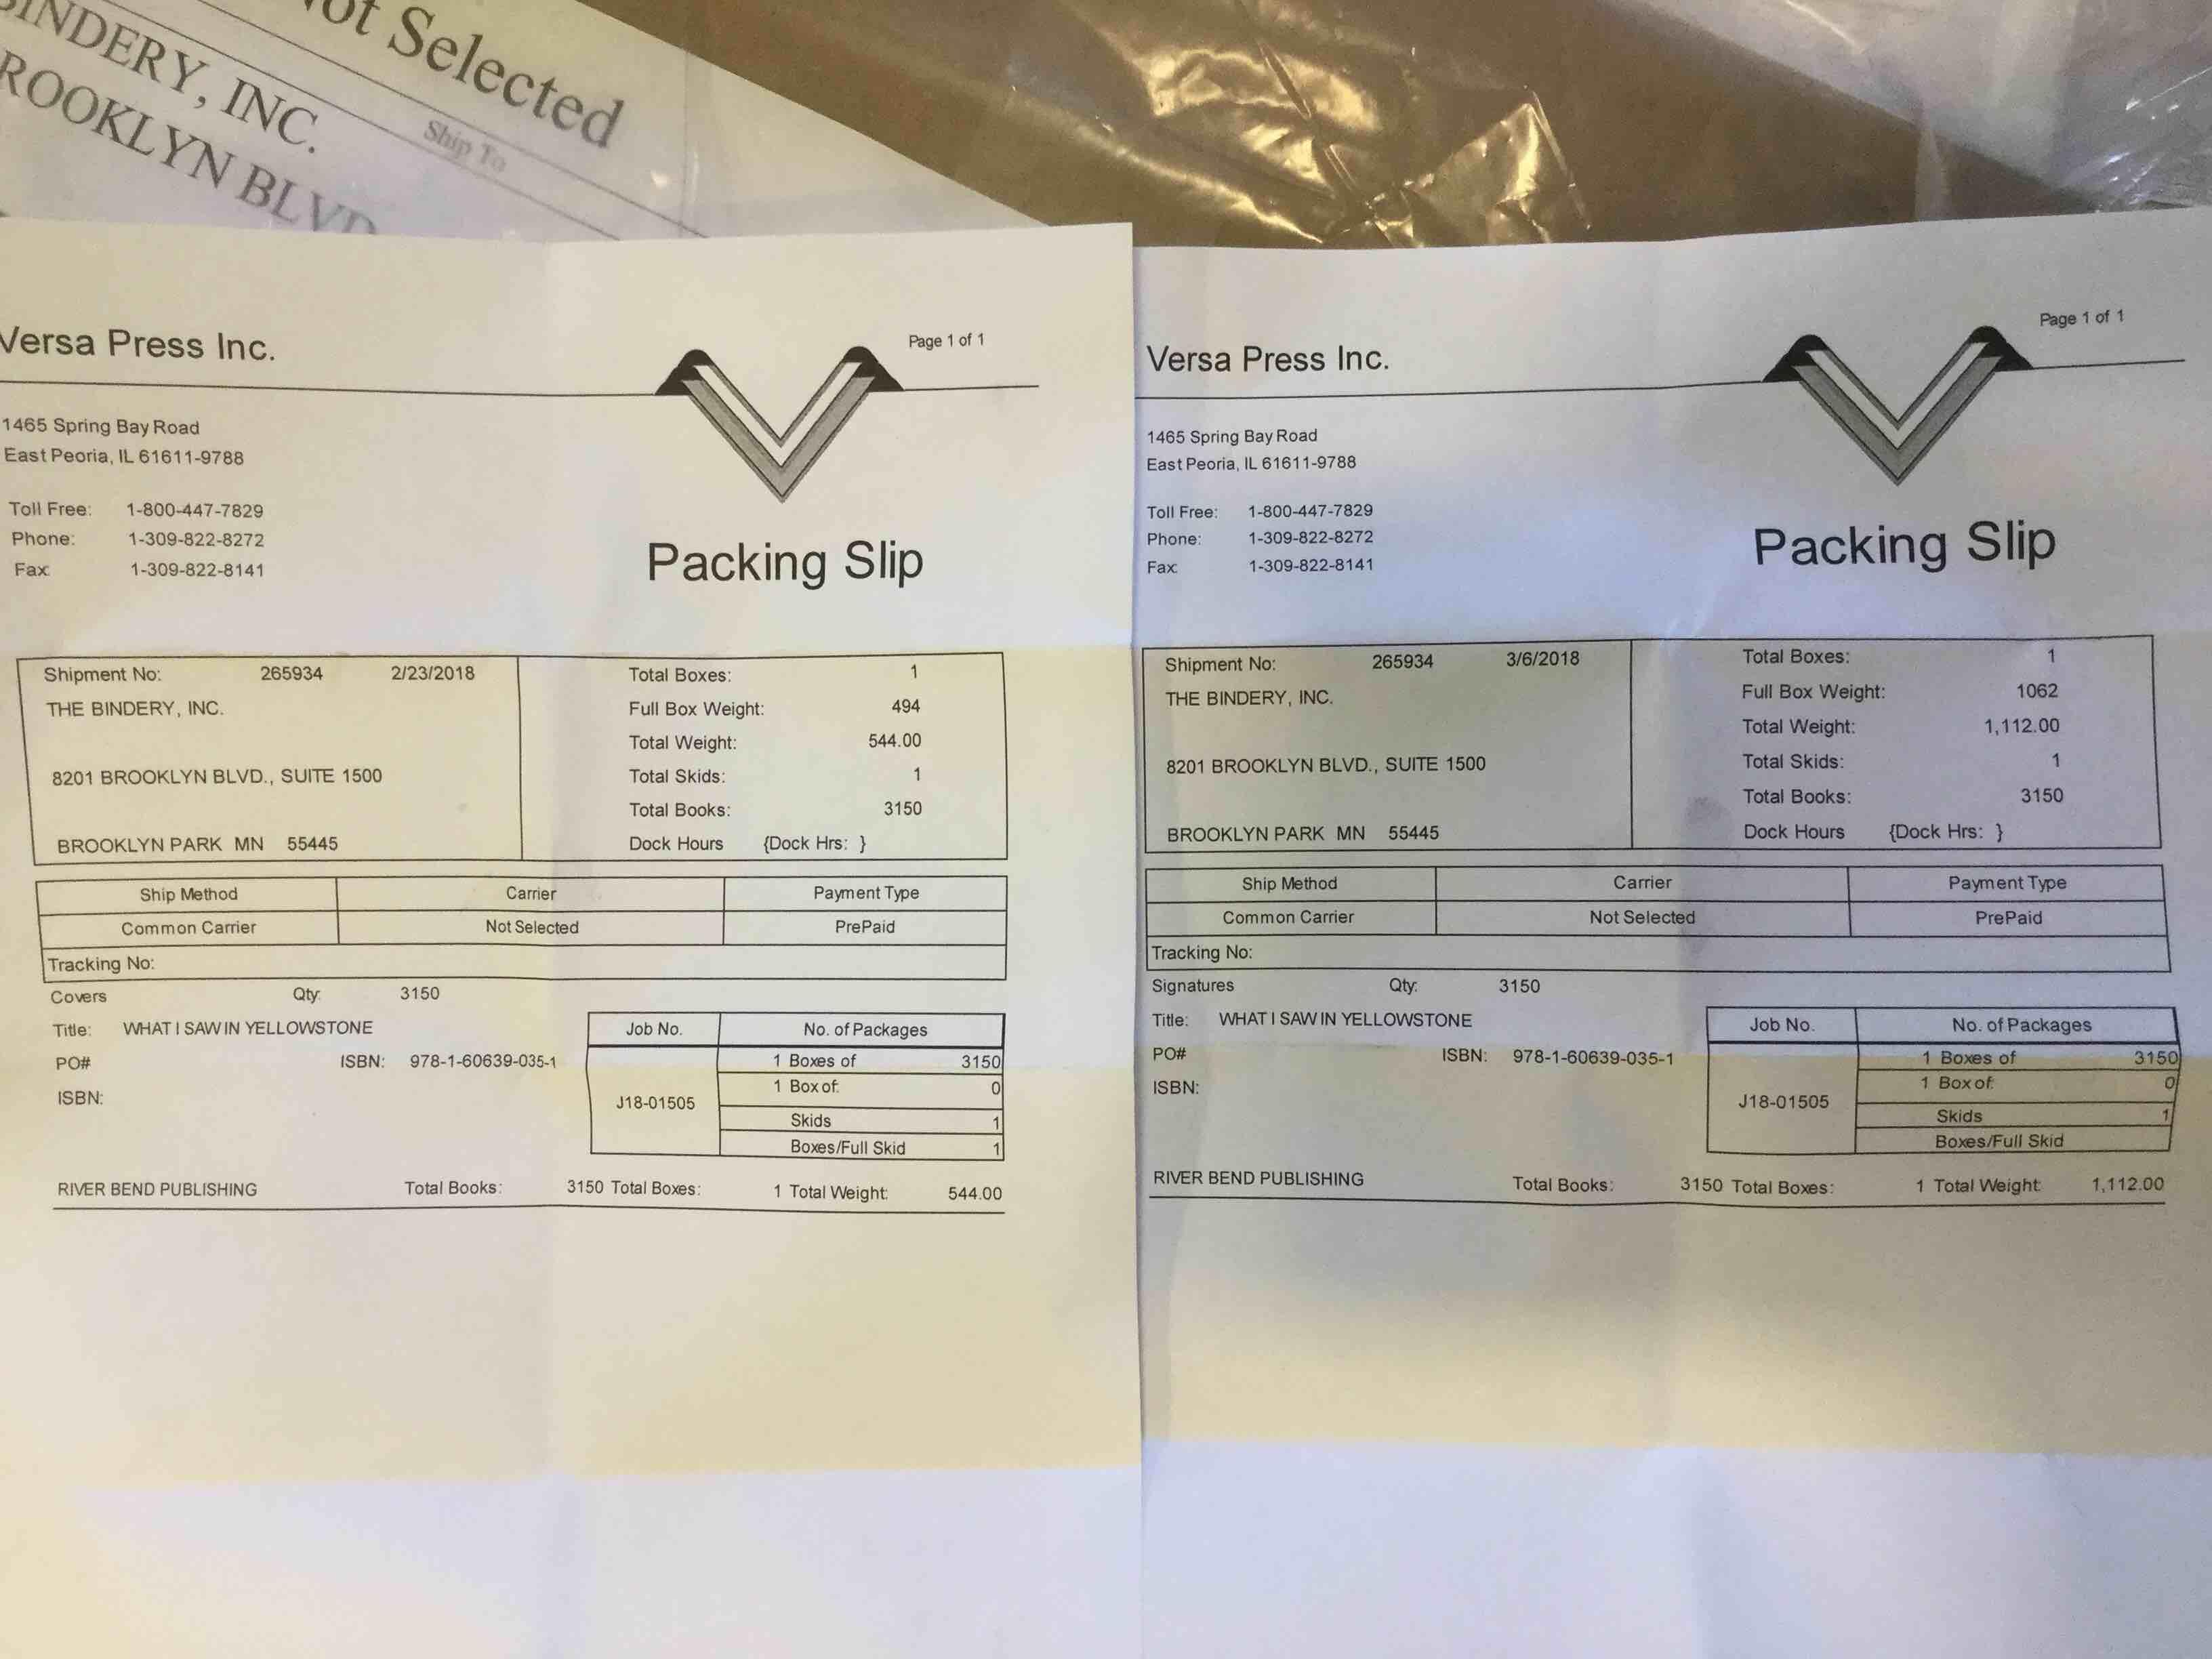 ot Selected
INDERY, INC.
Ship To
ROOKLYN BLVD
Versa Press Inc.
Page 1 of 1
1465 Spring Bay Road
East Peoria, IL 61611-9788
Toll Free: 1-800-447-7829
Phone: 1-309-822-8272
Fax: 1-309-822-8141
Packing Slip
Shipment No: 265934 2/23/2018
THE BINDERY, INC.
8201 BROOKLYN BLVD., SUITE 1500
BROOKLYN PARK MN 55445
Total Boxes: 1
Full Box Weight: 494
Total Weight: 544.00
Total Skids: 1
Total Books: 3150
Dock Hours {Dock Hrs: }
Ship Method Carrier Payment Type
Common Carrier Not Selected PrePaid
Tracking No:
Covers Qty: 3150
Title: WHAT I SAW IN YELLOWSTONE
PO# ISBN: 978-1-60639-035-1
ISBN:
Job No. No. of Packages
J18-01505
1 Boxes of 3150
1 Box of: 0
Skids 1
Boxes/Full Skid 1
RIVER BEND PUBLISHING Total Books: 3150 Total Boxes: 1 Total Weight: 544.00
Versa Press Inc.
Page 1 of 1
1465 Spring Bay Road
East Peoria, IL 61611-9788
Toll Free: 1-800-447-7829
Phone: 1-309-822-8272
Fax: 1-309-822-8141
Packing Slip
Shipment No: 265934 3/6/2018
THE BINDERY, INC.
8201 BROOKLYN BLVD., SUITE 1500
BROOKLYN PARK MN 55445
Total Boxes: 1
Full Box Weight: 1062
Total Weight: 1,112.00
Total Skids: 1
Total Books: 3150
Dock Hours {Dock Hrs: }
Ship Method Carrier Payment Type
Common Carrier Not Selected PrePaid
Tracking No:
Signatures Qty: 3150
Title: WHAT I SAW IN YELLOWSTONE
PO# ISBN: 978-1-60639-035-1
ISBN:
Job No. No. of Packages
J18-01505
1 Boxes of 3150
1 Box of: 0
Skids 1
Boxes/Full Skid
RIVER BEND PUBLISHING Total Books: 3150 Total Boxes: 1 Total Weight: 1,112.00